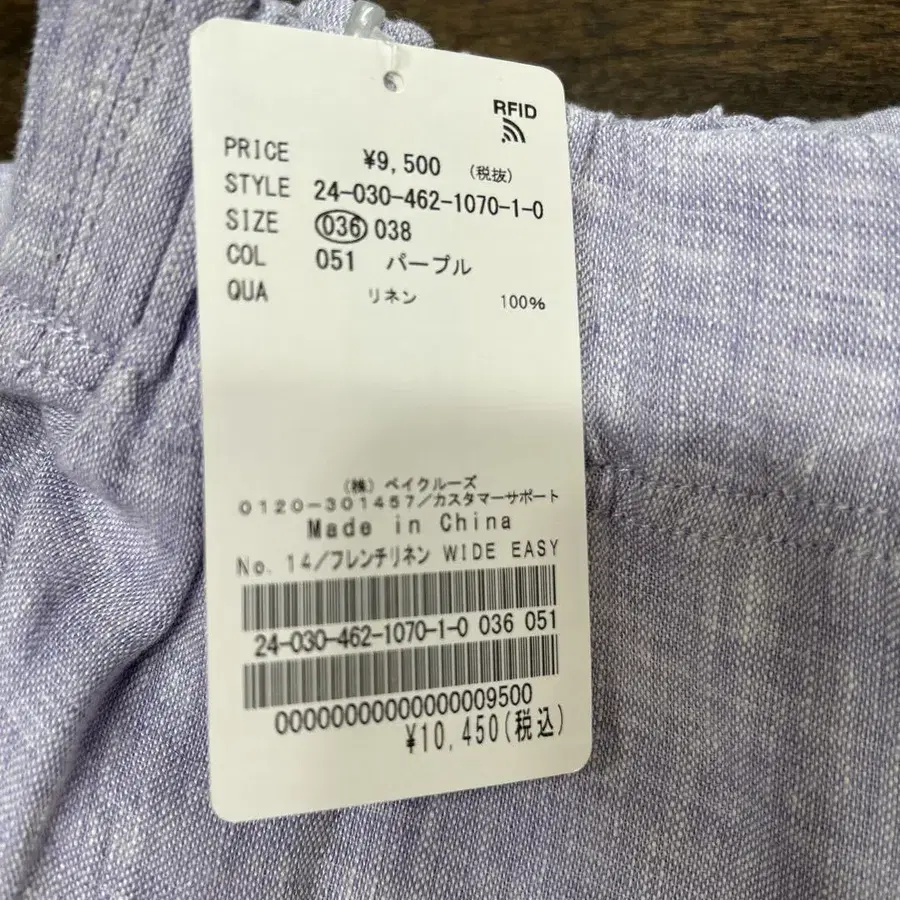 RFID
PRICE ¥9,500 (税抜)
STYLE 24-030-462-1070-1-0
SIZE 036 038
COL 051 パープル
QUA リネン 100%
(株) ベイクルーズ
0120-301457/カスタマーサポート
Made in China
No. 14/フレンチリネン WIDE EASY
24-030-462-1070-1-0 036 051
00000000000000009500
¥10,450(税込)